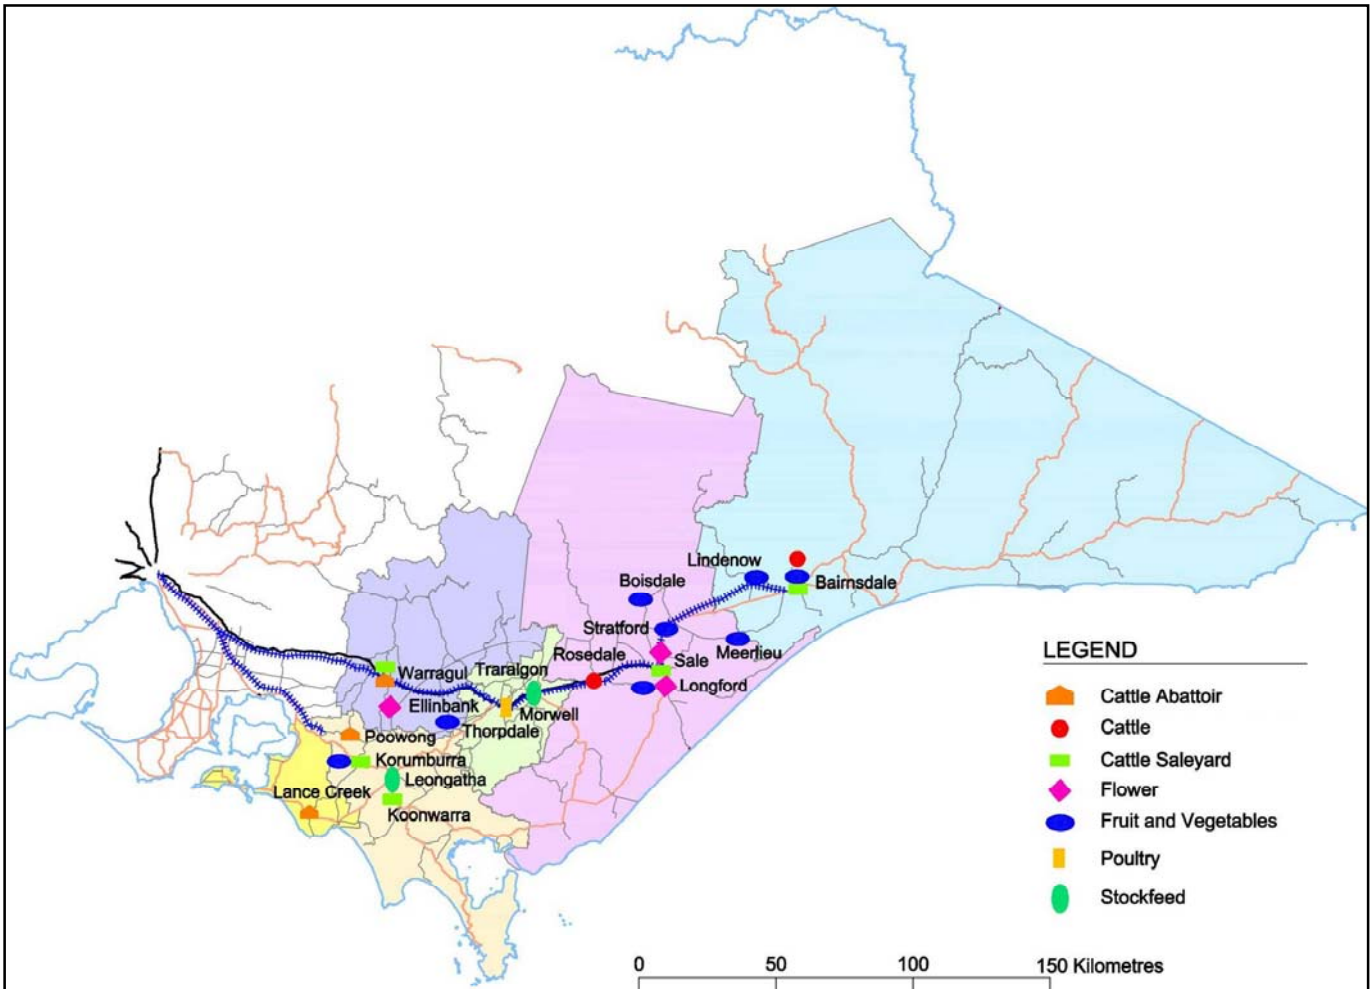 Lindenow
Bairnsdale
Boisdale
Stratford
Meerlieu
Rosedale
Sale
Traralgon
Warragul
Longford
Ellinbank
Morwell
Thorpdale
Poowong
Korumburra
Leongatha
Lance Creek
Koonwarra
LEGEND
Cattle Abattoir
Cattle
Cattle Saleyard
Flower
Fruit and Vegetables
Poultry
Stockfeed
0 50 100 150 Kilometres